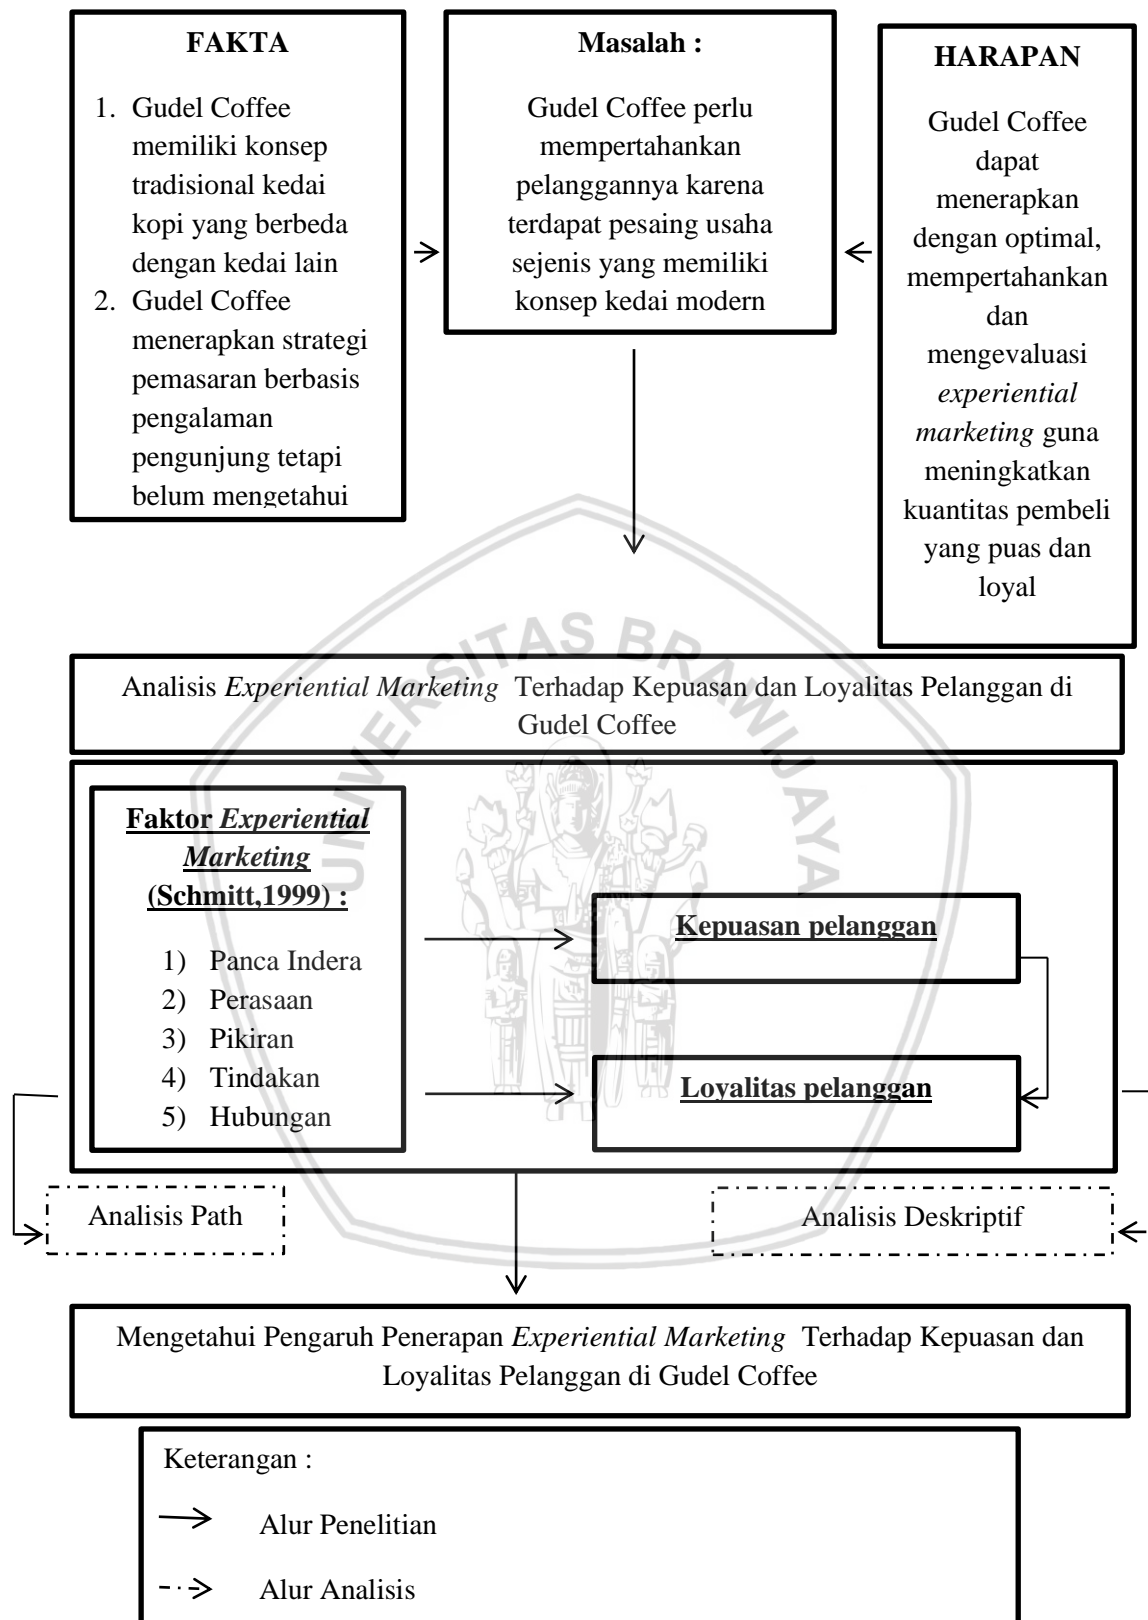 FAKTA
1. Gudel Coffee
memiliki konsep
tradisional kedai
kopi yang berbeda
dengan kedai lain
2. Gudel Coffee
menerapkan strategi
pemasaran berbasis
pengalaman
pengunjung tetapi
belum mengetahui
Masalah :
Gudel Coffee perlu
mempertahankan
pelanggannya karena
terdapat pesaing usaha
sejenis yang memiliki
konsep kedai modern
HARAPAN
Gudel Coffee
dapat
menerapkan
dengan optimal,
mempertahankan
dan
mengevaluasi
experiential
marketing guna
meningkatkan
kuantitas pembeli
yang puas dan
loyal
UNIVERSITAS BRAWIJAYA
Analisis Experiential Marketing Terhadap Kepuasan dan Loyalitas Pelanggan di
Gudel Coffee
Faktor Experiential
Marketing
(Schmitt,1999) :
1) Panca Indera
2) Perasaan
3) Pikiran
4) Tindakan
5) Hubungan
Kepuasan pelanggan
Loyalitas pelanggan
Analisis Path
Analisis Deskriptif
Mengetahui Pengaruh Penerapan Experiential Marketing Terhadap Kepuasan dan
Loyalitas Pelanggan di Gudel Coffee
Keterangan :
Alur Penelitian
Alur Analisis